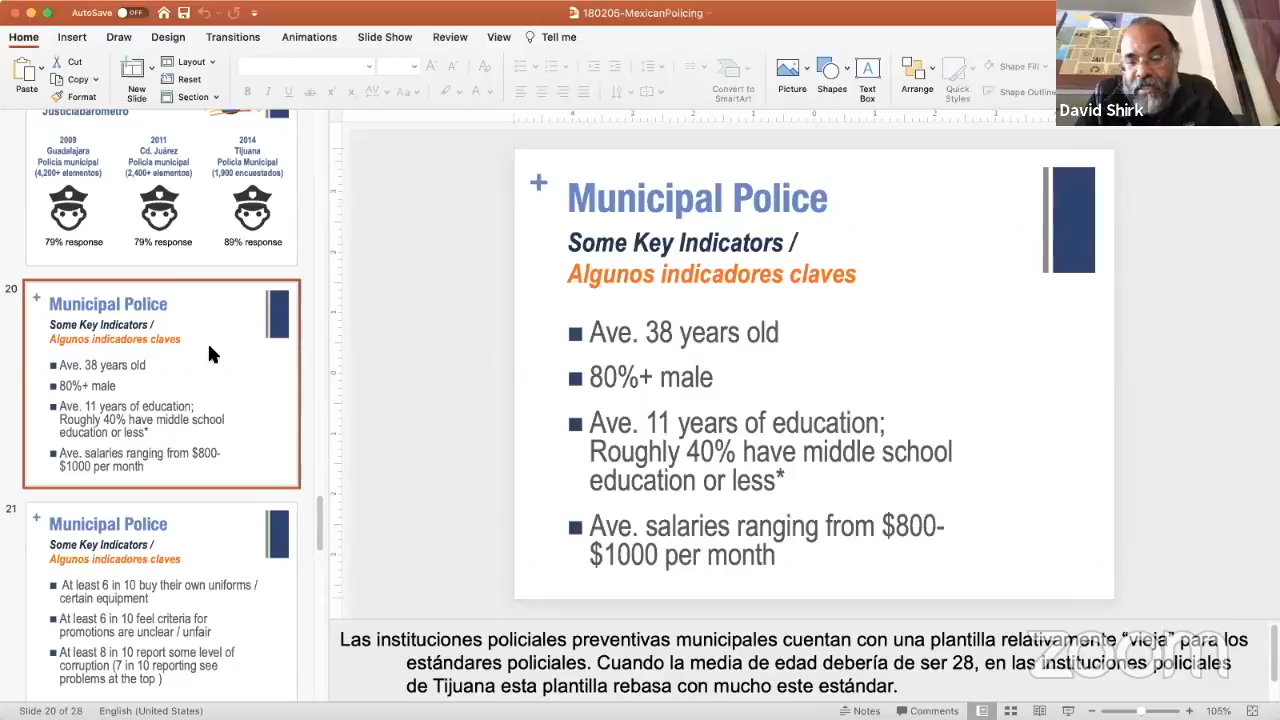 AutoSave OFF
180205-MexicanPolicing
Home Insert Draw Design Transitions Animations Slide Show Review View Tell me
Paste
Cut
Copy
Format
New Slide
Layout
Reset
Section
Convert to SmartArt
Picture
Shapes
Text Box
Arrange
Quick Styles
Shape Fill
Shape Outline
David Shirk
Justiciabarómetro
2009
Guadalajara
Policía municipal
(4,200+ elementos)
79% response
2011
Cd. Juárez
Policía municipal
(2,400+ elementos)
79% response
2014
Tijuana
Policía Municipal
(1,900 encuestados)
89% response
20
Municipal Police
Some Key Indicators /
Algunos indicadores claves
Ave. 38 years old
80%+ male
Ave. 11 years of education;
Roughly 40% have middle school
education or less*
Ave. salaries ranging from $800-
$1000 per month
21
Municipal Police
Some Key Indicators /
Algunos indicadores claves
At least 6 in 10 buy their own uniforms /
certain equipment
At least 6 in 10 feel criteria for
promotions are unclear / unfair
At least 8 in 10 report some level of
corruption (7 in 10 reporting see
problems at the top )
Municipal Police
Some Key Indicators /
Algunos indicadores claves
Ave. 38 years old
80%+ male
Ave. 11 years of education;
Roughly 40% have middle school
education or less*
Ave. salaries ranging from $800-
$1000 per month
Las instituciones policiales preventivas municipales cuentan con una plantilla relativamente “vieja” para los
estándares policiales. Cuando la media de edad debería de ser 28, en las instituciones policiales
de Tijuana esta plantilla rebasa con mucho este estándar.
zoom
Slide 20 of 28 English (United States)
Notes Comments 105%